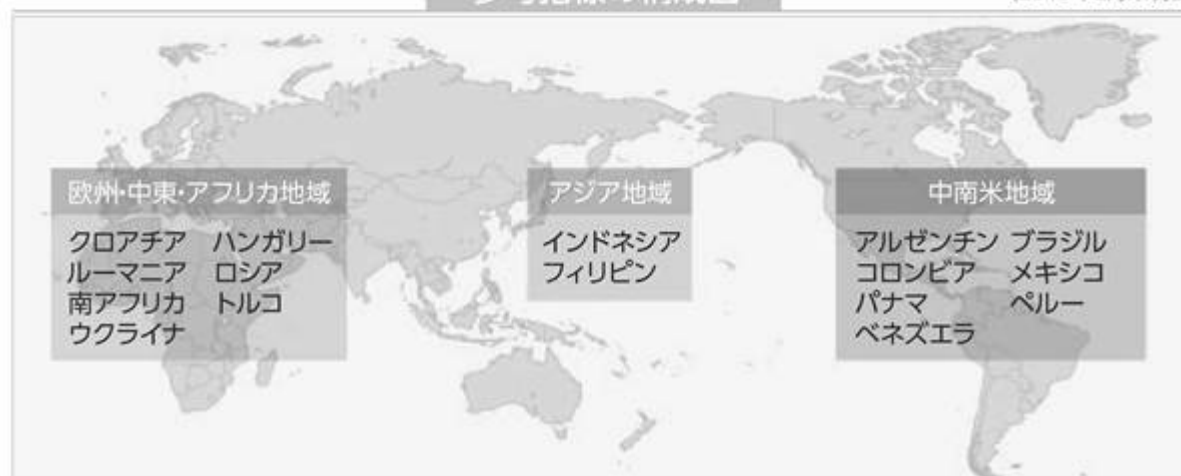 欧州・中東・アフリカ地域
クロアチア ハンガリー
ルーマニア ロシア
南アフリカ トルコ
ウクライナ
アジア地域
インドネシア
フィリピン
中南米地域
アルゼンチン ブラジル
コロンビア メキシコ
パナマ ペルー
ベネズエラ